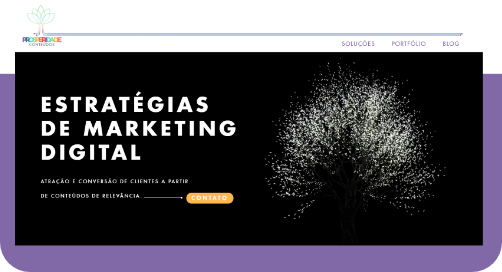 PROSPERIDADE
CONTEÚDOS
SOLUÇÕES PORTFÓLIO BLOG
ESTRATÉGIAS
DE MARKETING
DIGITAL
ATRAÇÃO E CONVERSÃO DE CLIENTES A PARTIR
DE CONTEÚDOS DE RELEVÂNCIA
CONTATO